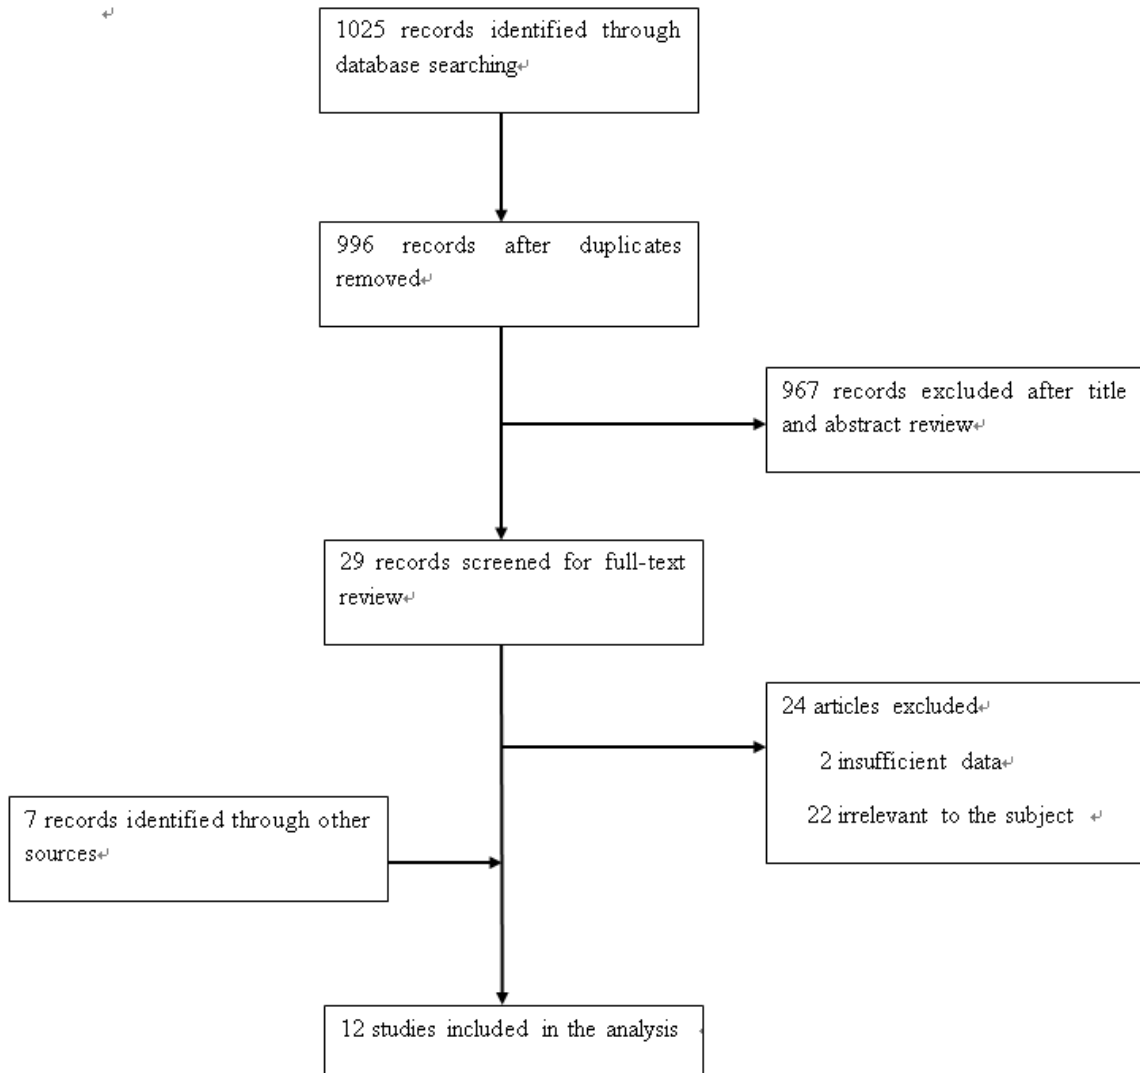 1025 records identified through
database searching
996 records after duplicates
removed
967 records excluded after title
and abstract review
29 records screened for full-text
review
24 articles excluded
2 insufficient data
22 irrelevant to the subject
7 records identified through other
sources
12 studies included in the analysis